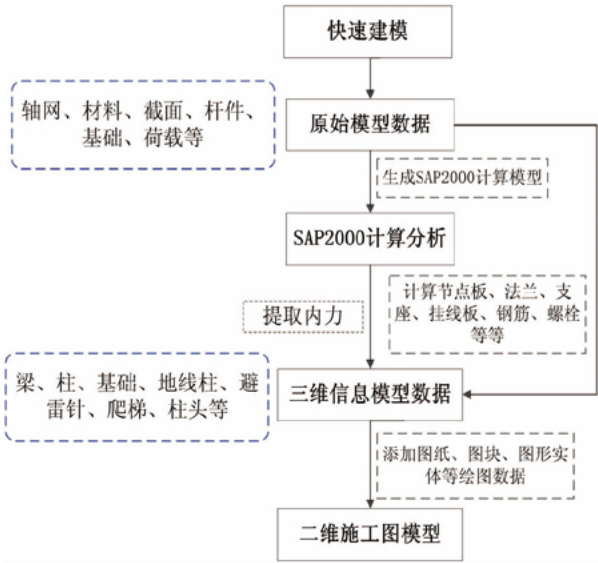 快速建模
轴网、材料、截面、杆件、
基础、荷载等
原始模型数据
生成SAP2000计算模型
SAP2000计算分析
提取内力
计算节点板、法兰、支
座、挂线板、钢筋、螺栓
等等
梁、柱、基础、地线柱、避
雷针、爬梯、柱头等
三维信息模型数据
添加图纸、图块、图形实
体等绘图数据
二维施工图模型